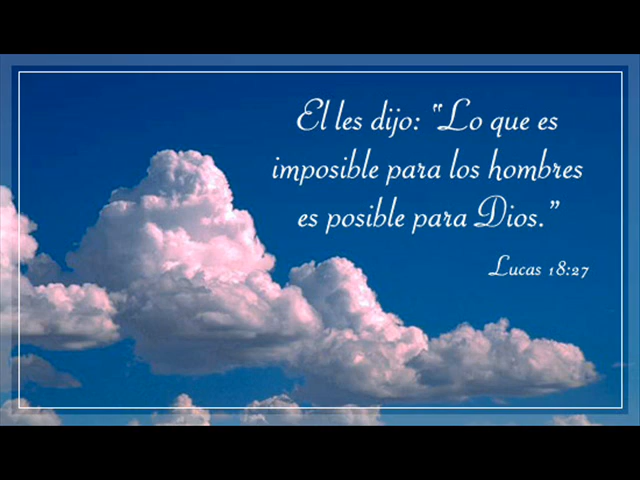 El les dijo: "Lo que es
imposible para los hombres
es posible para Dios."
Lucas 18:27